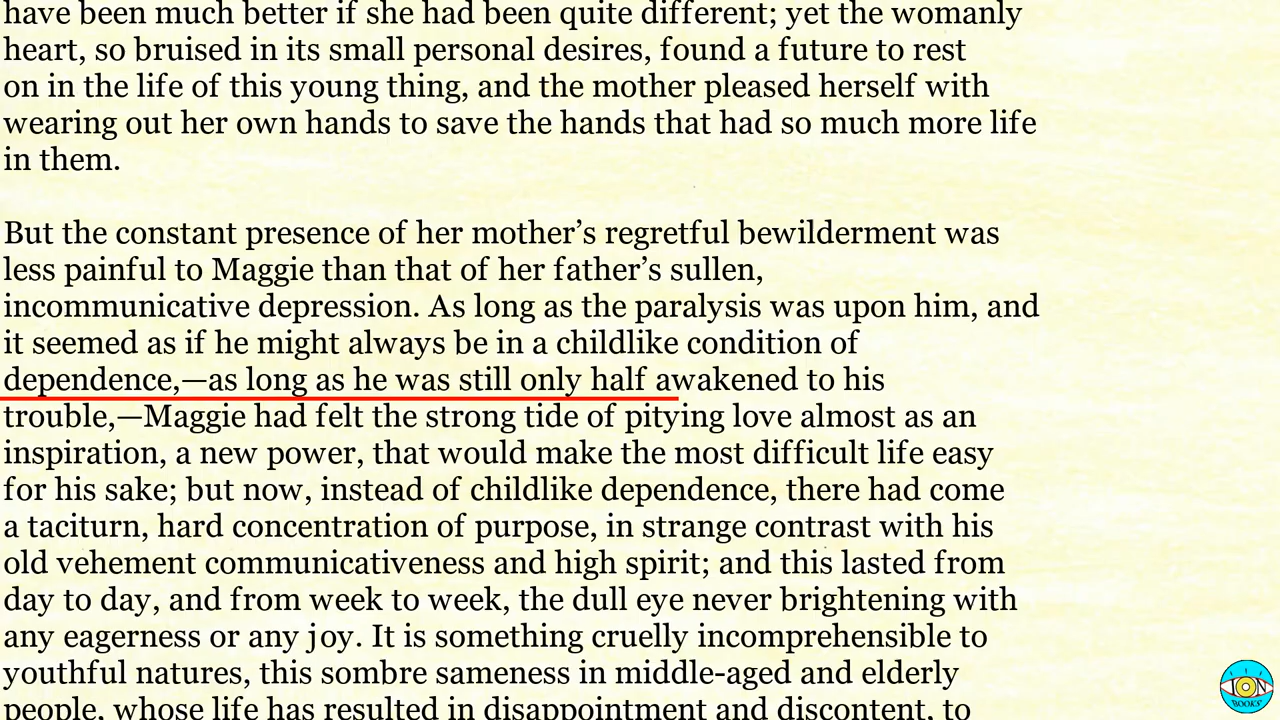 have been much better if she had been quite different; yet the womanly
heart, so bruised in its small personal desires, found a future to rest
on in the life of this young thing, and the mother pleased herself with
wearing out her own hands to save the hands that had so much more life
in them.
But the constant presence of her mother’s regretful bewilderment was
less painful to Maggie than that of her father’s sullen,
incommunicative depression. As long as the paralysis was upon him, and
it seemed as if he might always be in a childlike condition of
dependence,—as long as he was still only half awakened to his
trouble,—Maggie had felt the strong tide of pitying love almost as an
inspiration, a new power, that would make the most difficult life easy
for his sake; but now, instead of childlike dependence, there had come
a taciturn, hard concentration of purpose, in strange contrast with his
old vehement communicativeness and high spirit; and this lasted from
day to day, and from week to week, the dull eye never brightening with
any eagerness or any joy. It is something cruelly incomprehensible to
youthful natures, this sombre sameness in middle-aged and elderly
people, whose life has resulted in disappointment and discontent, to
ION
BOOKS